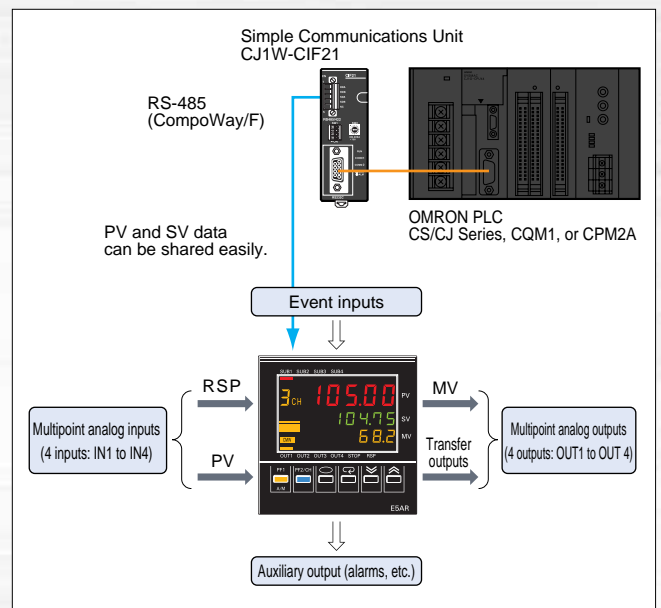 Simple Communications Unit
CJ1W-CIF21
RS-485
(CompoWay/F)
CIF21
OMRON PLC
CS/CJ Series, CQM1, or CPM2A
PV and SV data
can be shared easily.
Event inputs
SUB1 SUB2 SUB3 SUB4
3CH 105.00 PV
104.75 SV
CMW 68.2 MV
OUT1 OUT2 OUT3 OUT4 STOP RSP
PF1 PF2/CH
A/M
E5AR
RSP
PV
Multipoint analog inputs
(4 inputs: IN1 to IN4)
MV
Transfer
outputs
Multipoint analog outputs
(4 outputs: OUT1 to OUT 4)
Auxiliary output (alarms, etc.)